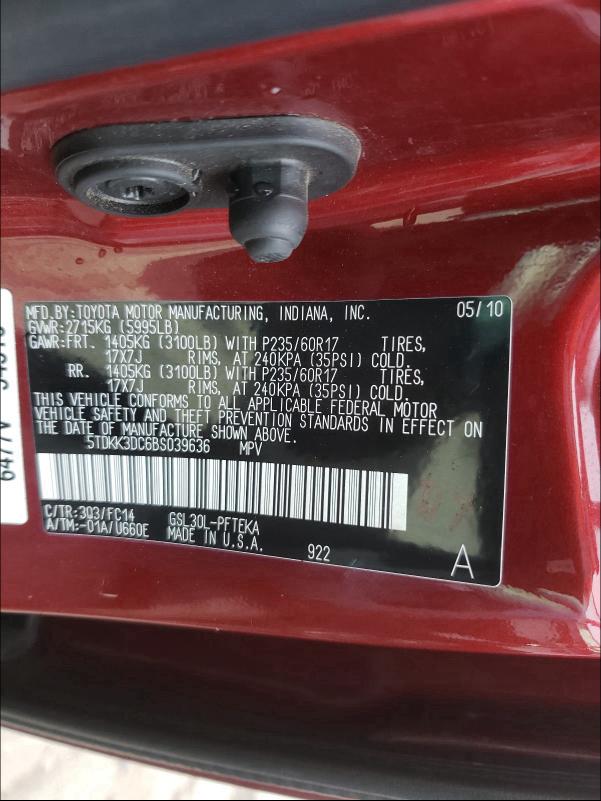 MFD.BY:TOYOTA MOTOR MANUFACTURING, INDIANA, INC. 05/10
GVWR:2715KG (5995LB)
GAWR:FRT. 1405KG (3100LB) WITH P235/60R17 TIRES,
17X7J RIMS, AT 240KPA (35PSI) COLD.
RR. 1405KG (3100LB) WITH P235/60R17 TIRES,
17X7J RIMS, AT 240KPA (35PSI) COLD.
THIS VEHICLE CONFORMS TO ALL APPLICABLE FEDERAL MOTOR
VEHICLE SAFETY AND THEFT PREVENTION STANDARDS IN EFFECT ON
THE DATE OF MANUFACTURE SHOWN ABOVE.
5TDKK3DC6BS039636 MPV
C/TR:3Q3/FC14 GSL30L-PFTEKA
A/TM:-01A/U660E MADE IN U.S.A. 922 A